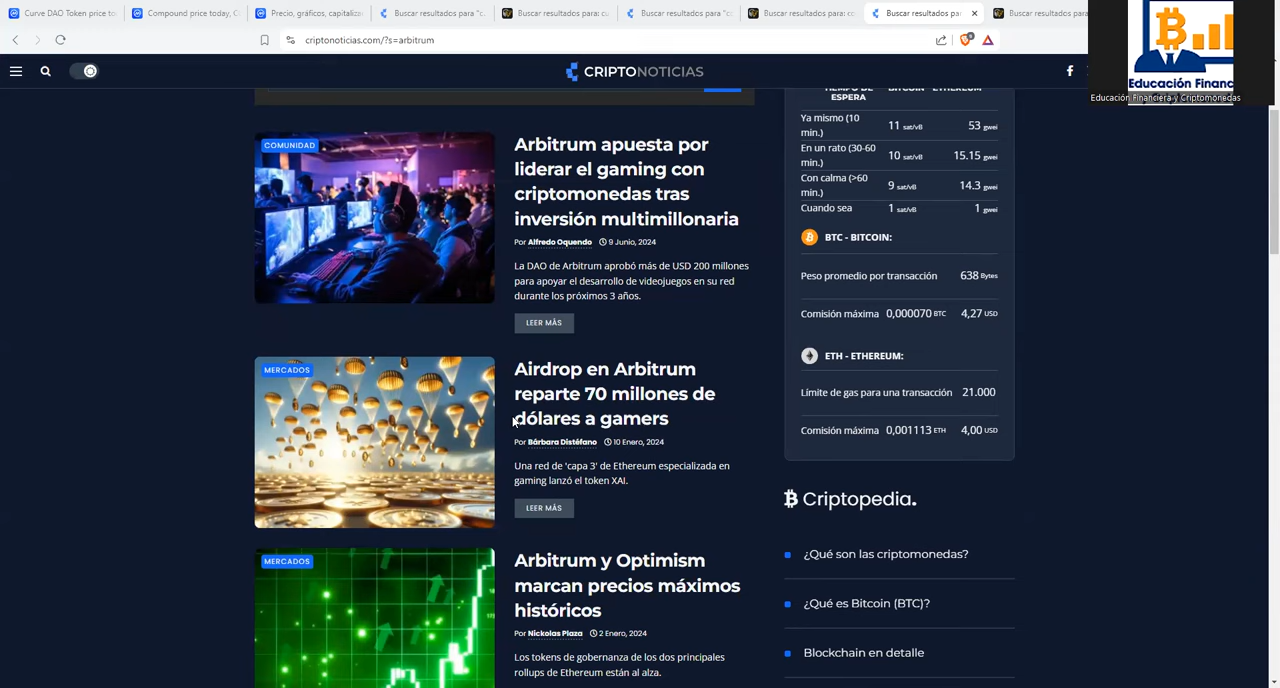 Curve DAO Token price to
Compound price today, C
Precio, gráficos, capitaliza
Buscar resultados para "c
Buscar resultados para: cu
Buscar resultados para "co
Buscar resultados para: co
Buscar resultados pa
Buscar resultados para:
criptonoticias.com/?s=arbitrum
CRIPTONOTICIAS
Educación Financ
Educación Financiera y Criptomonedas
COMUNIDAD
Arbitrum apuesta por
liderar el gaming con
criptomonedas tras
inversión multimillonaria
Por Alfredo Oquendo 9 Junio, 2024
La DAO de Arbitrum aprobó más de USD 200 millones
para apoyar el desarrollo de videojuegos en su red
durante los próximos 3 años.
LEER MÁS
MERCADOS
Airdrop en Arbitrum
reparte 70 millones de
dólares a gamers
Por Bárbara Distéfano 10 Enero, 2024
Una red de 'capa 3' de Ethereum especializada en
gaming lanzó el token XAI.
LEER MÁS
MERCADOS
Arbitrum y Optimism
marcan precios máximos
históricos
Por Nickolas Plaza 2 Enero, 2024
Los tokens de gobernanza de los dos principales
rollups de Ethereum están al alza.
TIEMPO DE BITCOIN ETHEREUM
ESPERA
Ya mismo (10 11 sat/vB 53 gwei
min.)
En un rato (30-60 10 sat/vB 15.15 gwei
min.)
Con calma (>60 9 sat/vB 14.3 gwei
min.)
Cuando sea 1 sat/vB 1 gwei
BTC - BITCOIN:
Peso promedio por transacción 638 Bytes
Comisión máxima 0,000070 BTC 4,27 USD
ETH - ETHEREUM:
Límite de gas para una transacción 21.000
Comisión máxima 0,001113 ETH 4,00 USD
Criptopedia.
¿Qué son las criptomonedas?
¿Qué es Bitcoin (BTC)?
Blockchain en detalle